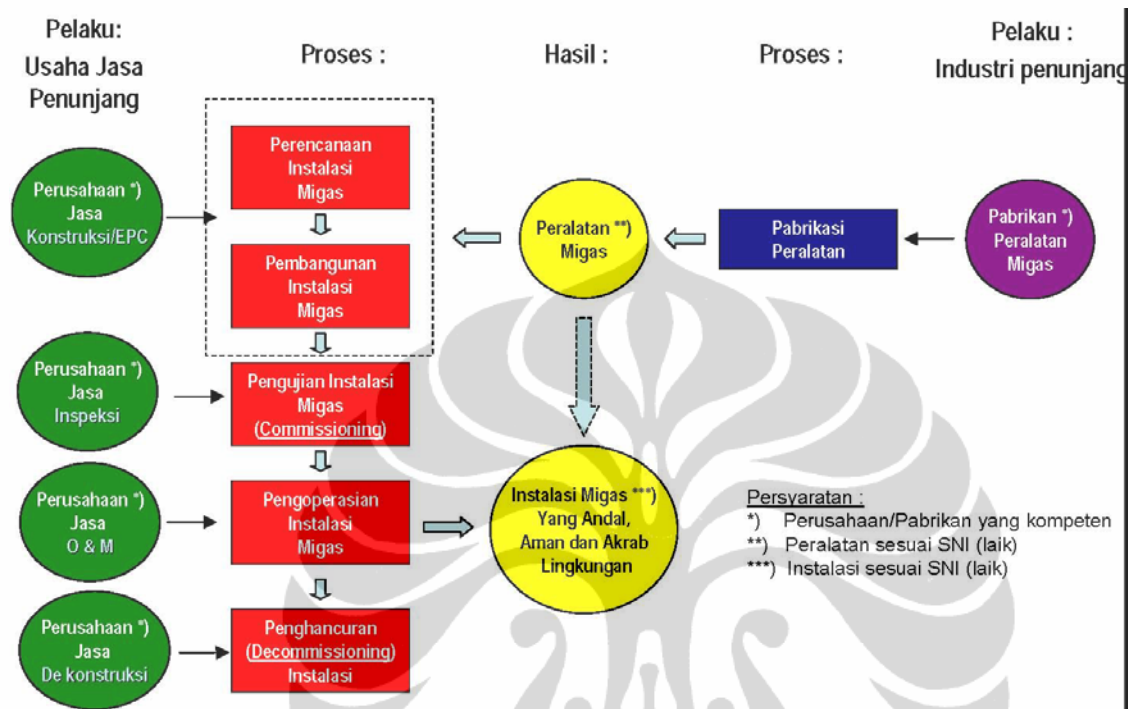 Pelaku:
Usaha Jasa
Penunjang
Proses :
Hasil :
Proses :
Pelaku :
Industri penunjang
Perusahaan *)
Jasa
Konstruksi/EPC
Perencanaan
Instalasi
Migas
Pembangunan
Instalasi
Migas
Peralatan **)
Migas
Pabrikasi
Peralatan
Pabrikan *)
Peralatan
Migas
Perusahaan *)
Jasa
Inspeksi
Pengujian Instalasi
Migas
(Commissioning)
Perusahaan *)
Jasa
O & M
Pengoperasian
Instalasi
Migas
Instalasi Migas ***)
Yang Andal,
Aman dan Akrab
Lingkungan
Persyaratan :
*) Perusahaan/Pabrikan yang kompeten
**) Peralatan sesuai SNI (laik)
***) Instalasi sesuai SNI (laik)
Perusahaan *)
Jasa
De konstruksi
Penghancuran
(Decommissioning)
Instalasi